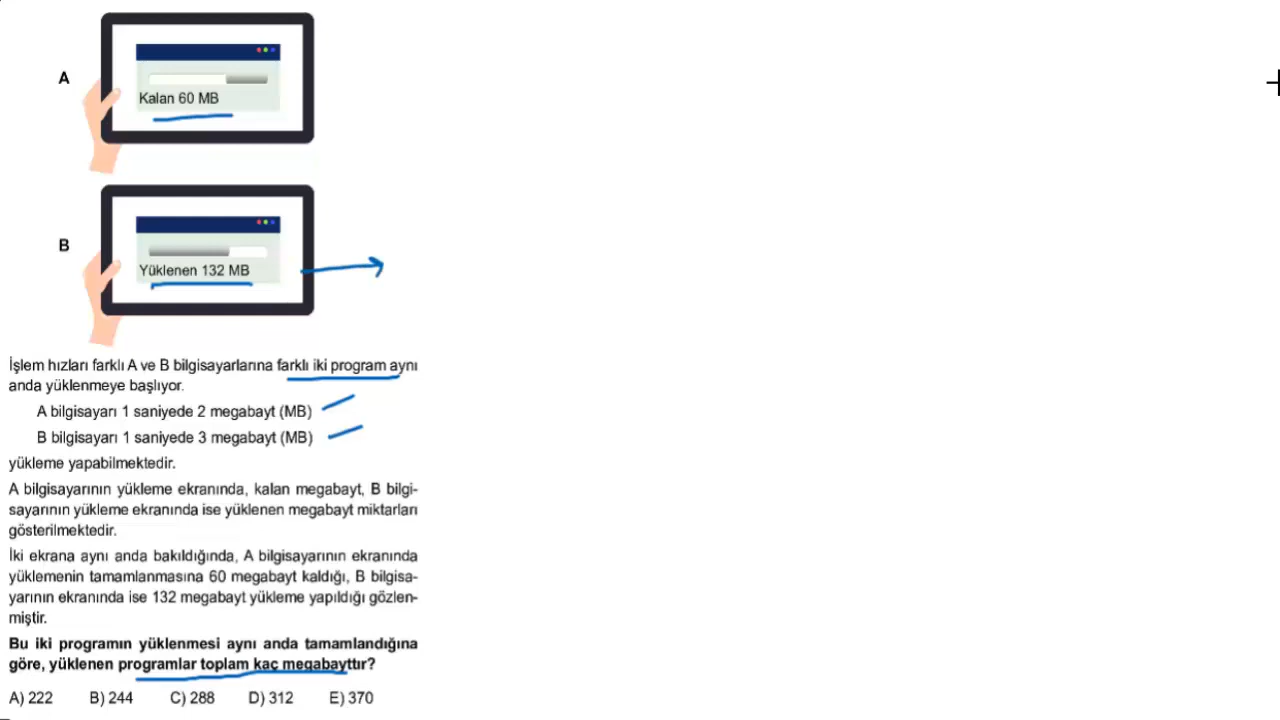 A
Kalan 60 MB
B
Yüklenen 132 MB
İşlem hızları farklı A ve B bilgisayarlarına farklı iki program aynı
anda yüklenmeye başlıyor.
A bilgisayarı 1 saniyede 2 megabayt (MB)
B bilgisayarı 1 saniyede 3 megabayt (MB)
yükleme yapabilmektedir.
A bilgisayarının yükleme ekranında, kalan megabayt, B bilgi-
sayarının yükleme ekranında ise yüklenen megabayt miktarları
gösterilmektedir.
İki ekrana aynı anda bakıldığında, A bilgisayarının ekranında
yüklemenin tamamlanmasına 60 megabayt kaldığı, B bilgisa-
yarının ekranında ise 132 megabayt yükleme yapıldığı gözlen-
miştir.
Bu iki programın yüklenmesi aynı anda tamamlandığına
göre, yüklenen programlar toplam kaç megabayttır?
A) 222 B) 244 C) 288 D) 312 E) 370